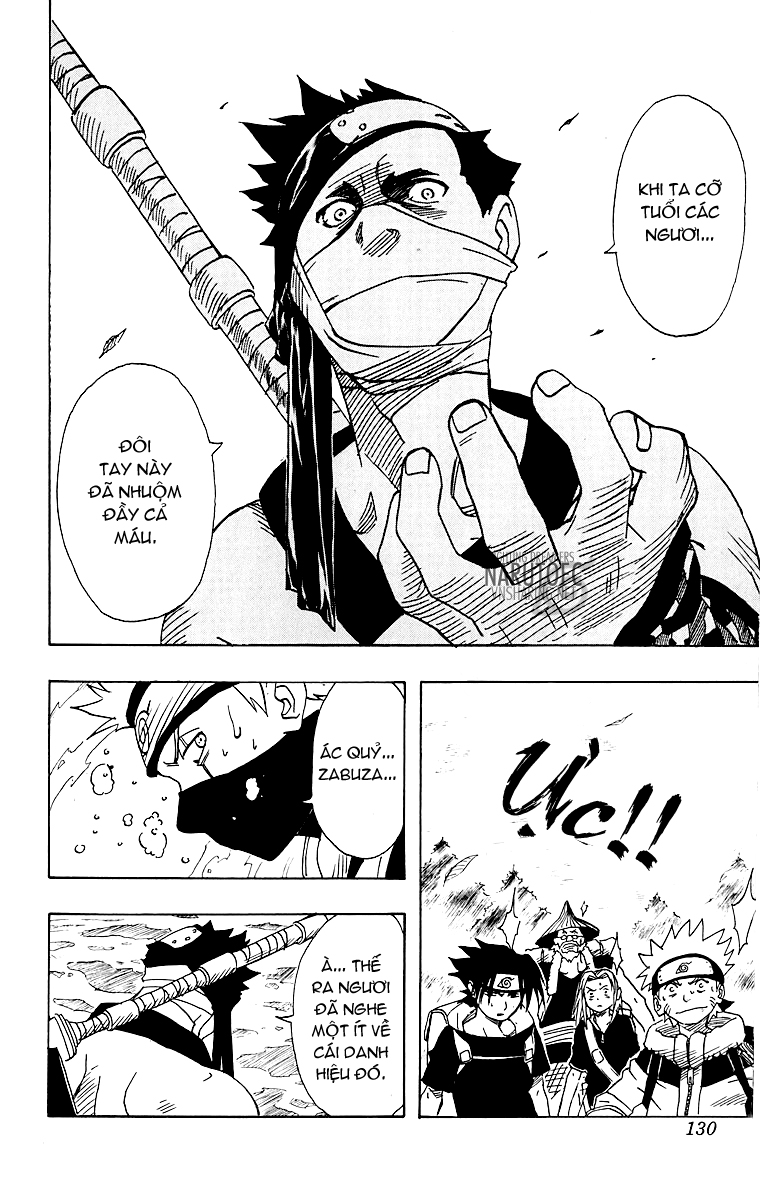 KHI TA CỠ
TUỔI CÁC
NGƯƠI...
ĐÔI
TAY NÀY
ĐÃ NHUỘM
ĐẦY CẢ
MÁU.
NARUTOFC
ỰC!!
ÁC QUỶ...
ZABUZA...
À... THẾ
RA NGƯƠI
ĐÃ NGHE
MỘT ÍT VỀ
CÁI DANH
HIỆU ĐÓ.
130